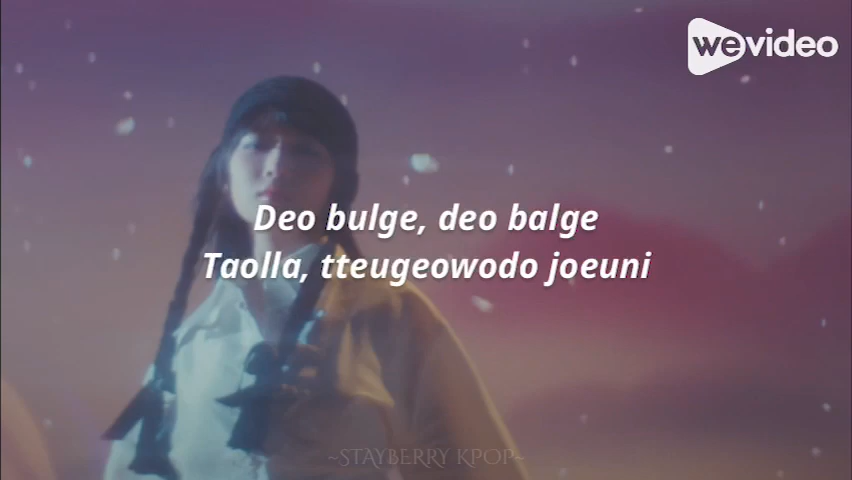 wevideo
Deo bulge, deo balge
Taolla, tteugeowodo joeuni
~STAYBERRY KPOP~